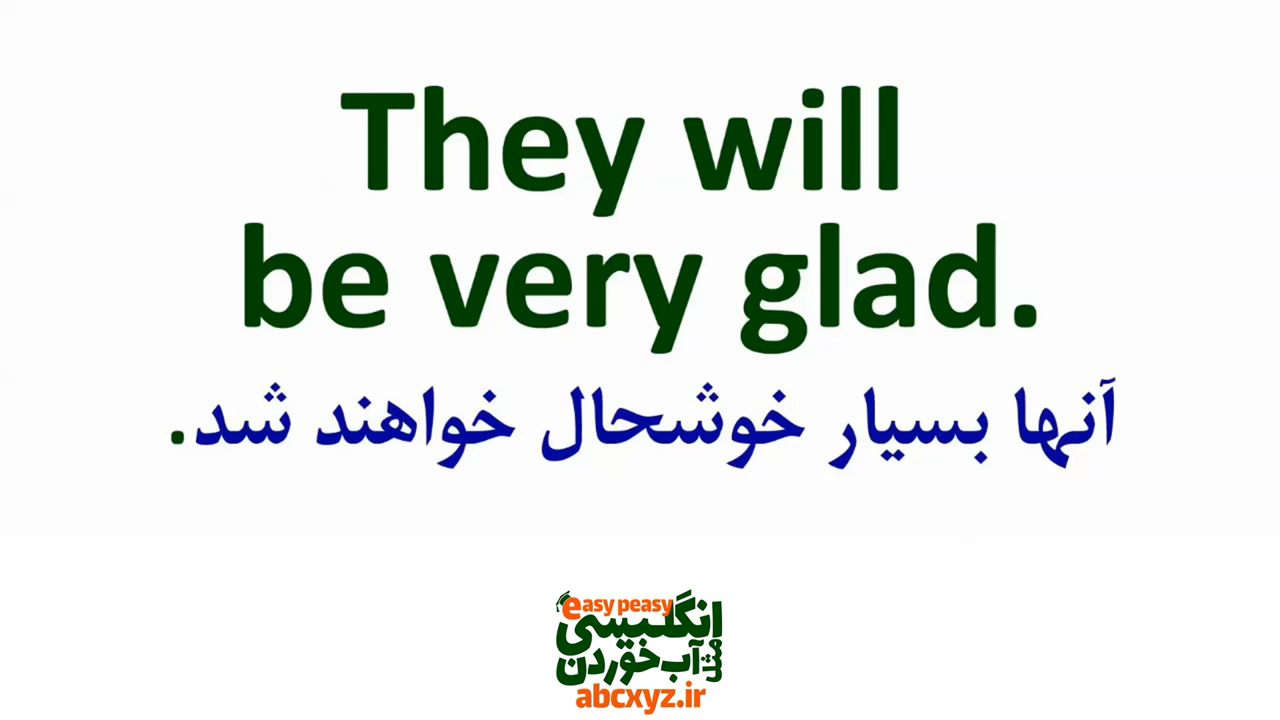 They will
be very glad.
آنها بسیار خوشحال خواهند شد.
easy peasy
انگلیسی
مثل
آب خوردن
abcxyz.ir